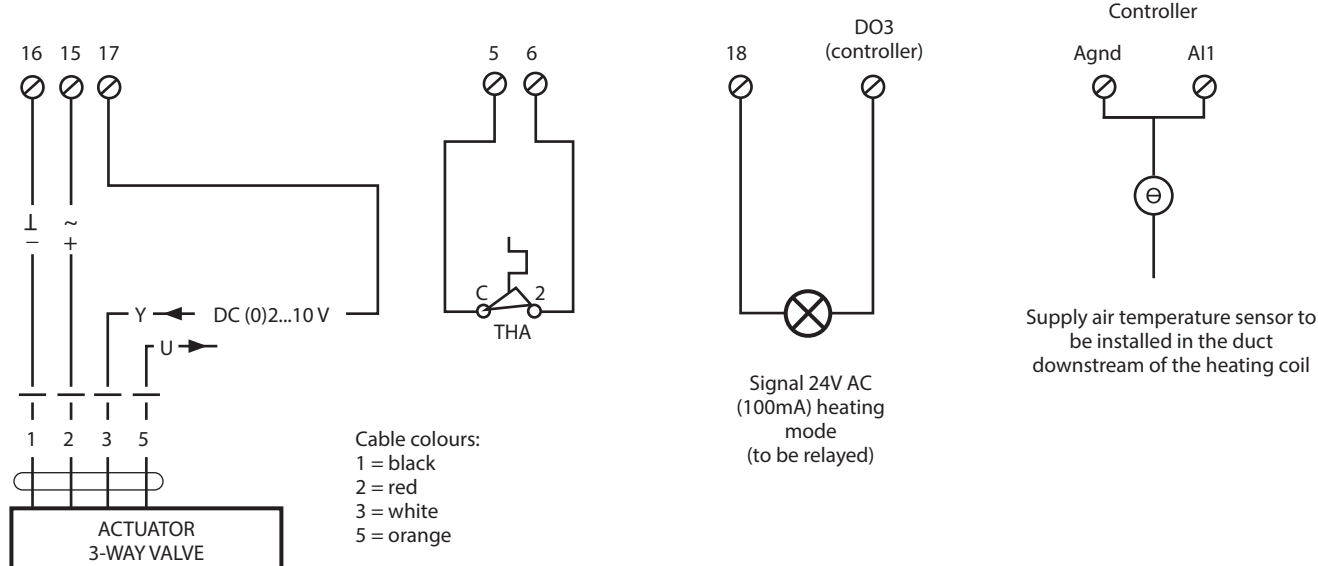 16 15 17
⊥ ~
– +
Y DC (0)2...10 V
U
1 2 3 5
ACTUATOR
3-WAY VALVE
Cable colours:
1 = black
2 = red
3 = white
5 = orange
5 6
C 2
THA
18
DO3
(controller)
Signal 24V AC
(100mA) heating
mode
(to be relayed)
Controller
Agnd AI1
Θ
Supply air temperature sensor to
be installed in the duct
downstream of the heating coil